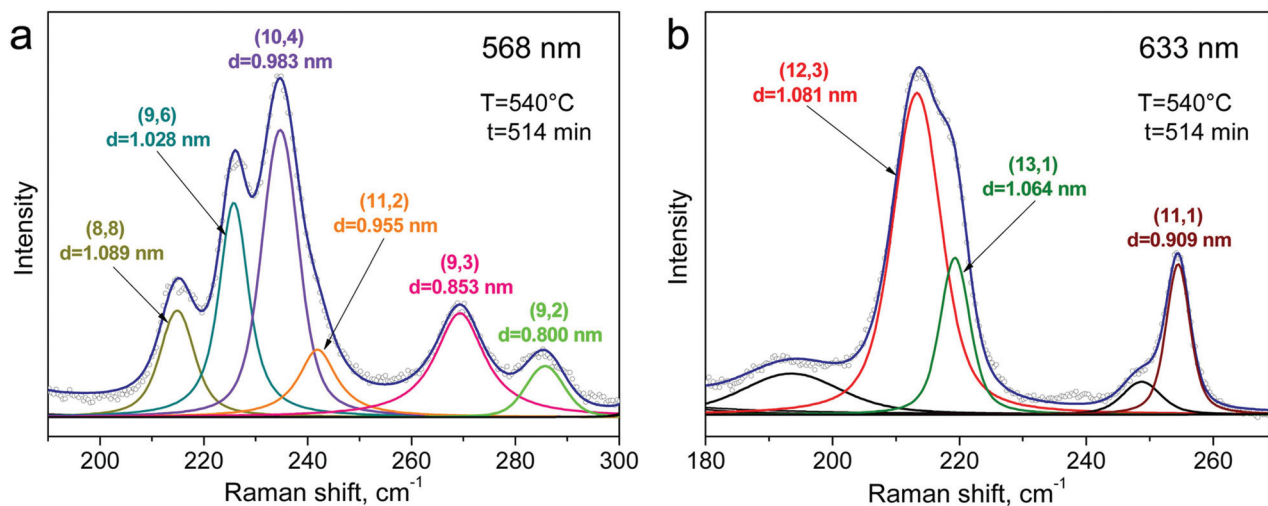 a
568 nm
T=540°C
t=514 min
(10,4)
d=0.983 nm
(9,6)
d=1.028 nm
(8,8)
d=1.089 nm
(11,2)
d=0.955 nm
(9,3)
d=0.853 nm
(9,2)
d=0.800 nm
Intensity
200
220
240
260
280
300
Raman shift, cm⁻¹
b
633 nm
T=540°C
t=514 min
(12,3)
d=1.081 nm
(13,1)
d=1.064 nm
(11,1)
d=0.909 nm
Intensity
180
200
220
240
260
Raman shift, cm⁻¹